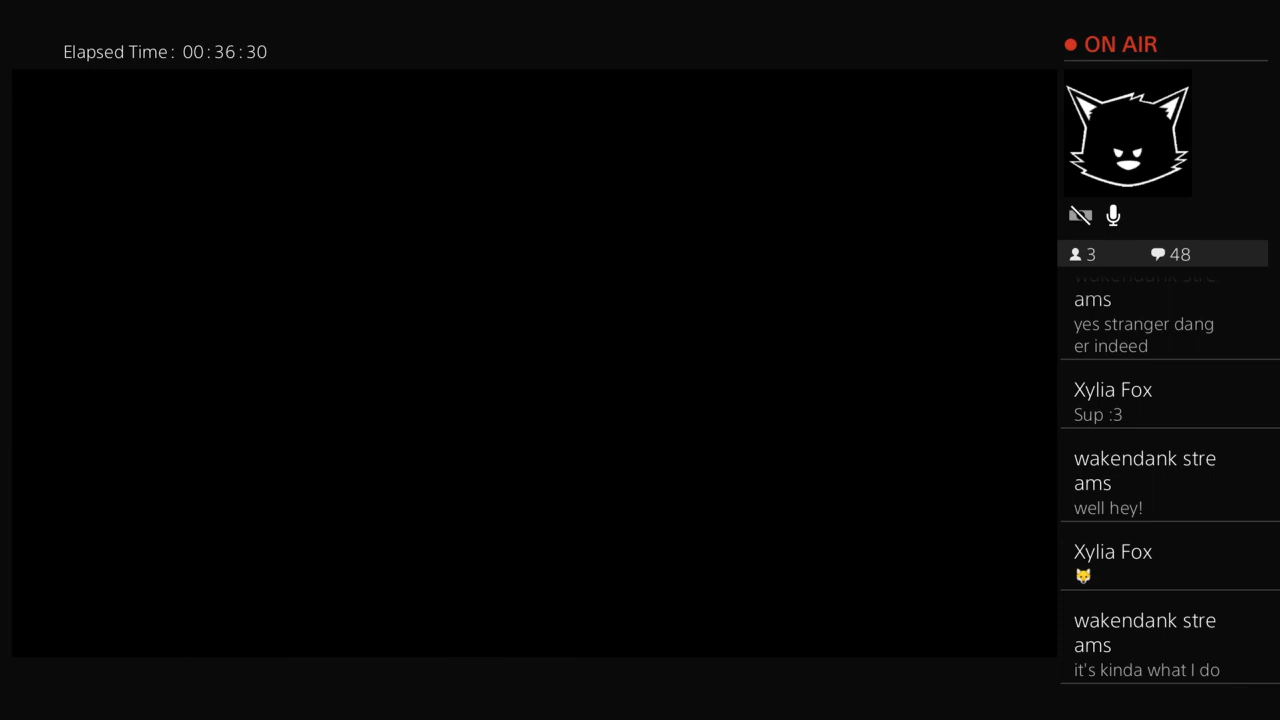 Elapsed Time: 00:36:30
ON AIR
3 48
ams
yes stranger dang
er indeed
Xylia Fox
Sup :3
wakendank stre
ams
well hey!
Xylia Fox
🦊
wakendank stre
ams
it's kinda what I do